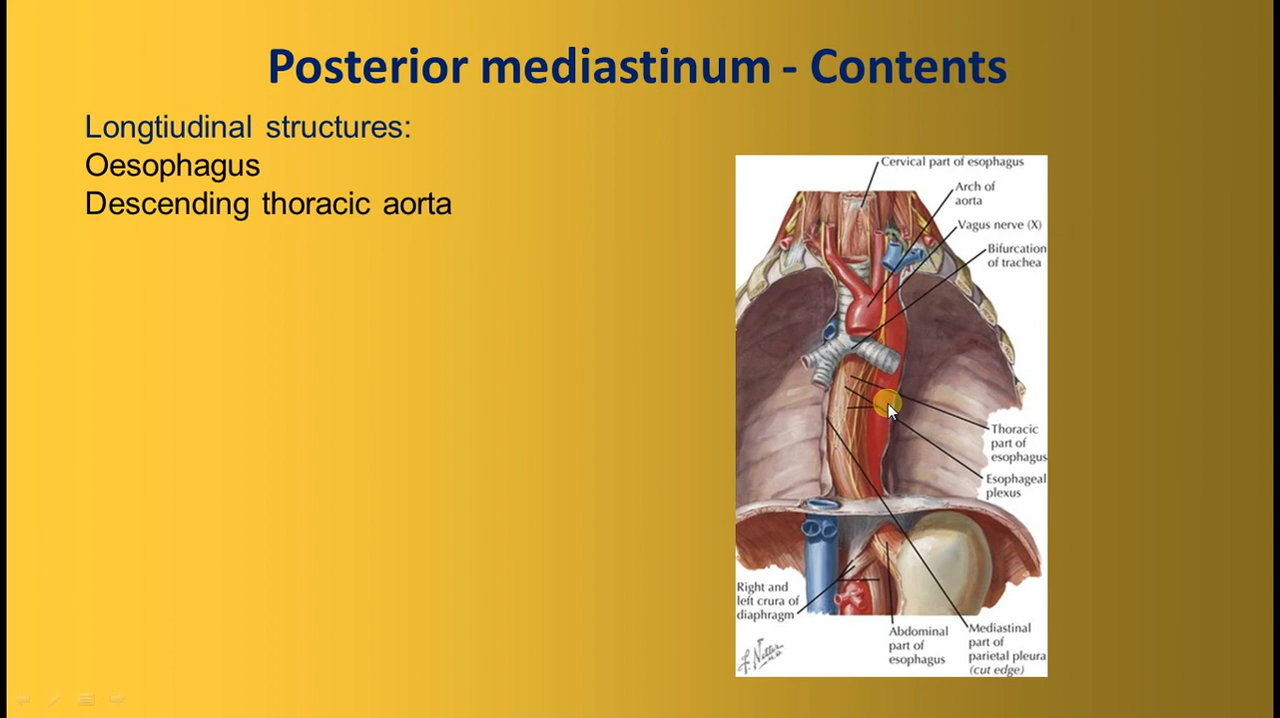 Posterior mediastinum - Contents
Longtiudinal structures:
Oesophagus
Descending thoracic aorta
Cervical part of esophagus
Arch of
aorta
Vagus nerve (X)
Bifurcation
of trachea
Thoracic
part of
esophagus
Esophageal
plexus
Right and
left crura of
diaphragm
Abdominal
part of
esophagus
Mediastinal
part of
parietal pleura
(cut edge)
F. Netter